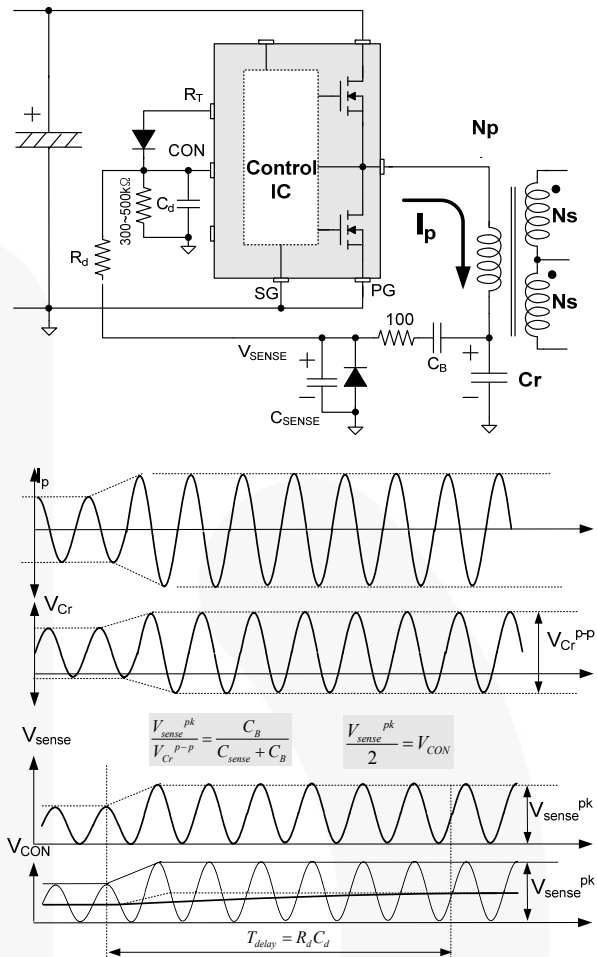 R_T
Np
CON
Control
IC
300~500kΩ
C_d
Ns
I_p
R_d
Ns
SG
PG
100
V_SENSE
C_B
Cr
C_SENSE
I_p
V_Cr
V_Cr^p-p
V_sense
V_sense^pk / V_Cr^p-p = C_B / (C_sense + C_B)
V_sense^pk / 2 = V_CON
V_sense^pk
V_CON
V_sense^pk
T_delay = R_d C_d